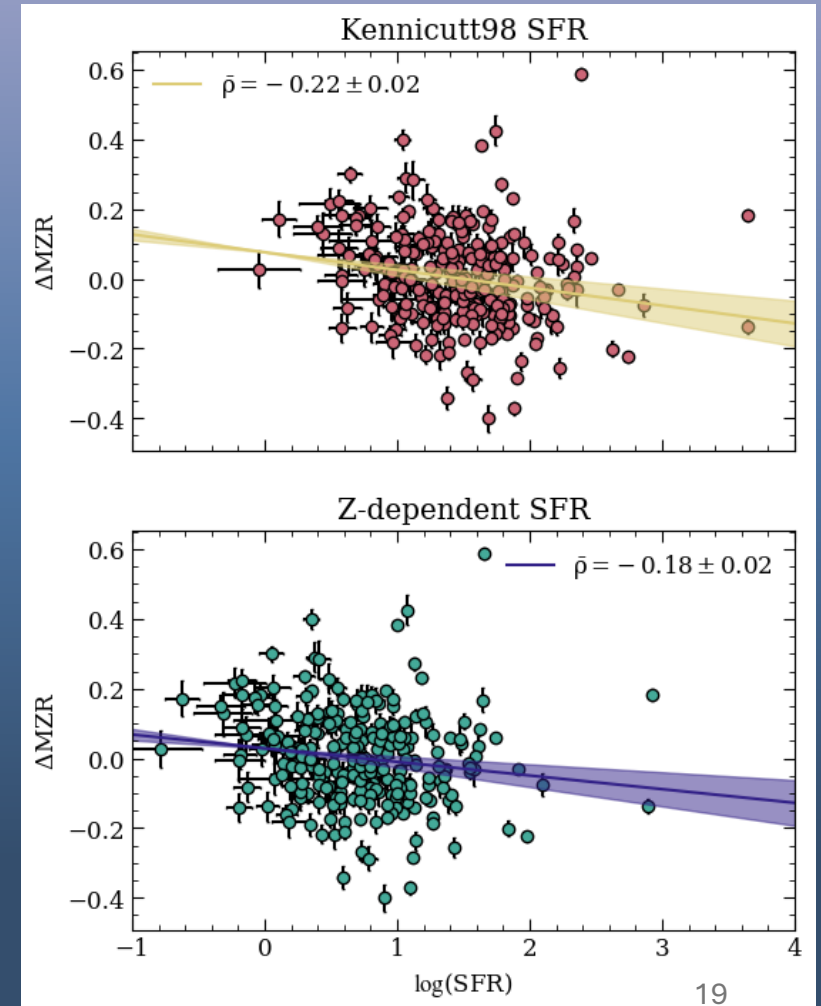 Kennicutt98 SFR
ρ̄ = − 0.22 ± 0.02
0.6
0.4
0.2
0.0
−0.2
−0.4
ΔMZR
Z-dependent SFR
ρ̄ = − 0.18 ± 0.02
0.6
0.4
0.2
0.0
−0.2
−0.4
ΔMZR
−1 0 1 2 3 4
log(SFR)
19